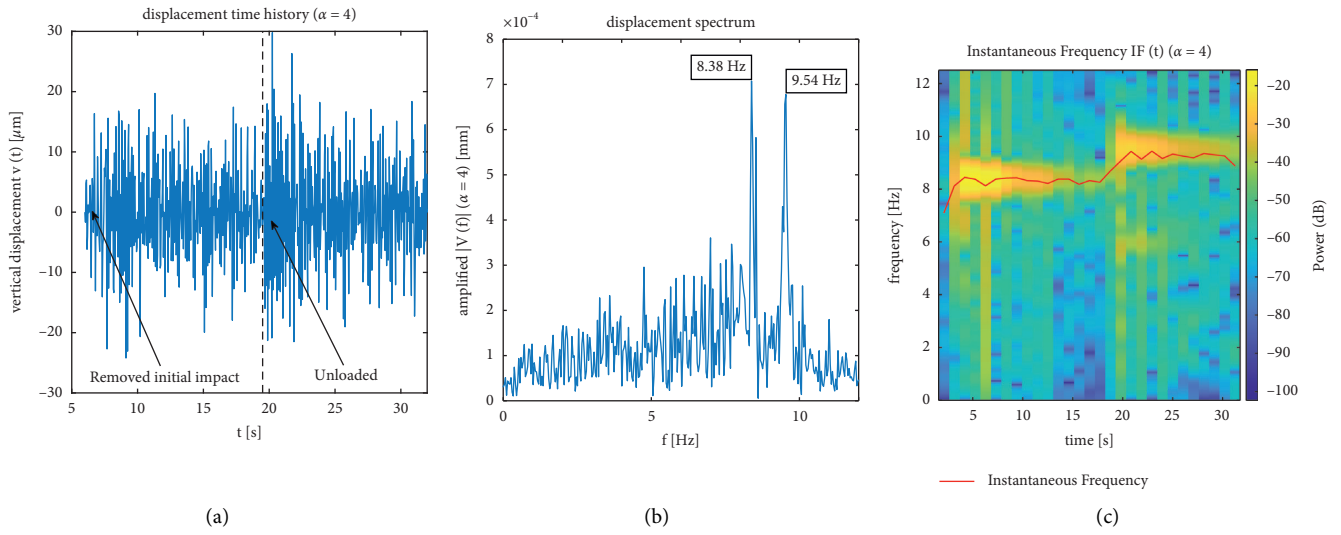 displacement time history (α = 4)
vertical displacement v (t) [μm]
30
20
10
0
–10
–20
–30
Removed initial impact
Unloaded
5
10
15
20
25
30
t [s]
(a)
displacement spectrum
×10⁻⁴
amplified |V (f)| (α = 4) [mm]
8
7
6
5
4
3
2
1
0
8.38 Hz
9.54 Hz
0
5
10
f [Hz]
(b)
Instantaneous Frequency IF (t) (α = 4)
frequency [Hz]
12
10
8
6
4
2
0
5
10
15
20
25
30
time [s]
–20
–30
–40
–50
–60
–70
–80
–90
–100
Power (dB)
Instantaneous Frequency
(c)